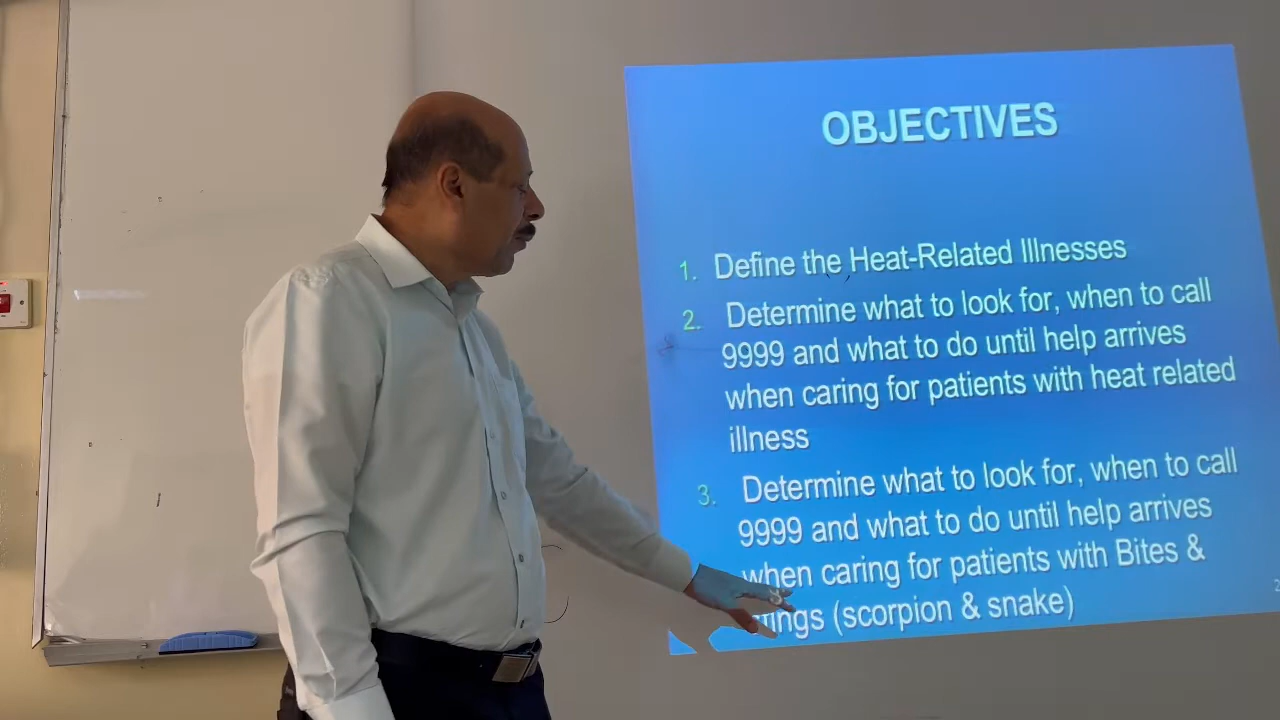 OBJECTIVES
1. Define the Heat-Related Illnesses
2. Determine what to look for, when to call
9999 and what to do until help arrives
when caring for patients with heat related
illness
3. Determine what to look for, when to call
9999 and what to do until help arrives
when caring for patients with Bites &
(scorpion & snake)